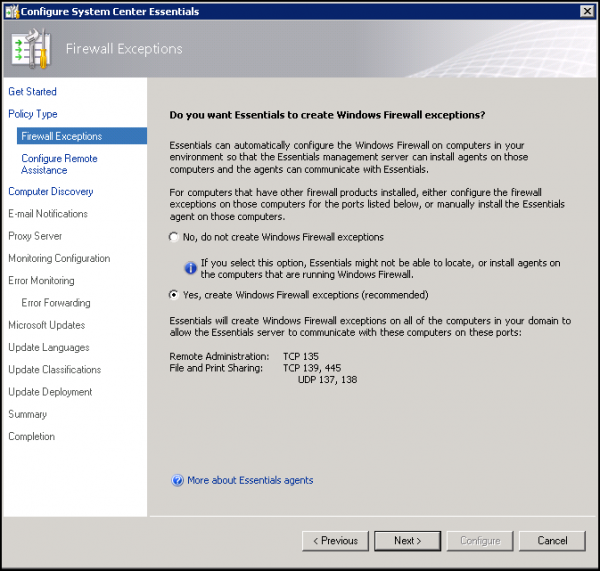 Configure System Center Essentials
Firewall Exceptions
Get Started
Policy Type
Firewall Exceptions
Configure Remote
Assistance
Computer Discovery
E-mail Notifications
Proxy Server
Monitoring Configuration
Error Monitoring
Error Forwarding
Microsoft Updates
Update Languages
Update Classifications
Update Deployment
Summary
Completion
Do you want Essentials to create Windows Firewall exceptions?
Essentials can automatically configure the Windows Firewall on computers in your
environment so that the Essentials management server can install agents on those
computers and the agents can communicate with Essentials.
For computers that have other firewall products installed, either configure the firewall
exceptions on those computers for the ports listed below, or manually install the Essentials
agent on those computers.
No, do not create Windows Firewall exceptions
If you select this option, Essentials might not be able to locate, or install agents on
the computers that are running Windows Firewall.
Yes, create Windows Firewall exceptions (recommended)
Essentials will create Windows Firewall exceptions on all of the computers in your domain to
allow the Essentials server to communicate with these computers on these ports:
Remote Administration: TCP 135
File and Print Sharing: TCP 139, 445
UDP 137, 138
More about Essentials agents
< Previous
Next >
Configure
Cancel